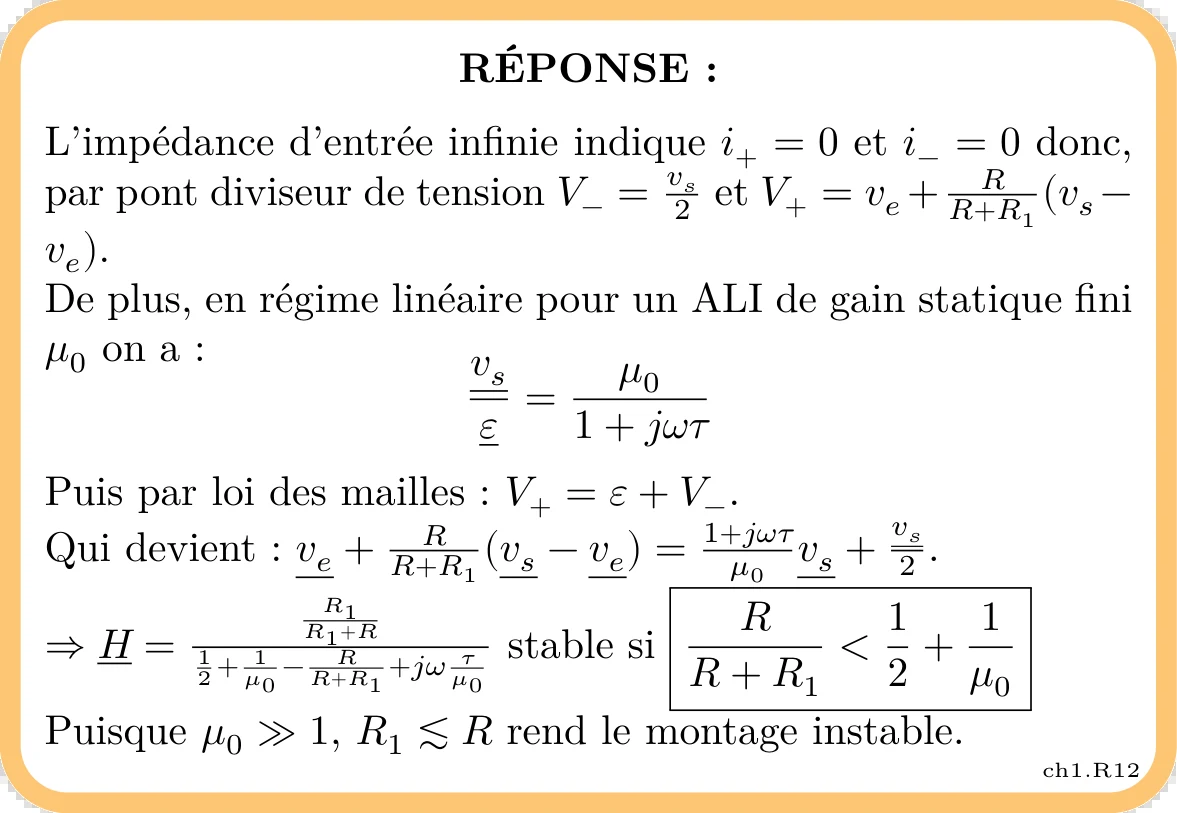 RÉPONSE :
L'impédance d'entrée infinie indique $i_+ = 0$ et $i_- = 0$ donc,
par pont diviseur de tension $V_- = \frac{v_s}{2}$ et $V_+ = v_e + \frac{R}{R+R_1}(v_s -$
$v_e)$.
De plus, en régime linéaire pour un ALI de gain statique fini
$\mu_0$ on a :
$\frac{\underline{v_s}}{\underline{\varepsilon}} = \frac{\mu_0}{1 + j\omega\tau}$
Puis par loi des mailles : $V_+ = \varepsilon + V_-$.
Qui devient : $\underline{v_e} + \frac{R}{R+R_1}(\underline{v_s} - \underline{v_e}) = \frac{1+j\omega\tau}{\mu_0}\underline{v_s} + \frac{\underline{v_s}}{2}$.
$\Rightarrow \underline{H} = \frac{\frac{R_1}{R_1+R}}{\frac{1}{2}+\frac{1}{\mu_0}-\frac{R}{R+R_1}+j\omega\frac{\tau}{\mu_0}}$ stable si $\boxed{\frac{R}{R+R_1} < \frac{1}{2} + \frac{1}{\mu_0}}$
Puisque $\mu_0 \gg 1$, $R_1 \lesssim R$ rend le montage instable.
ch1.R12